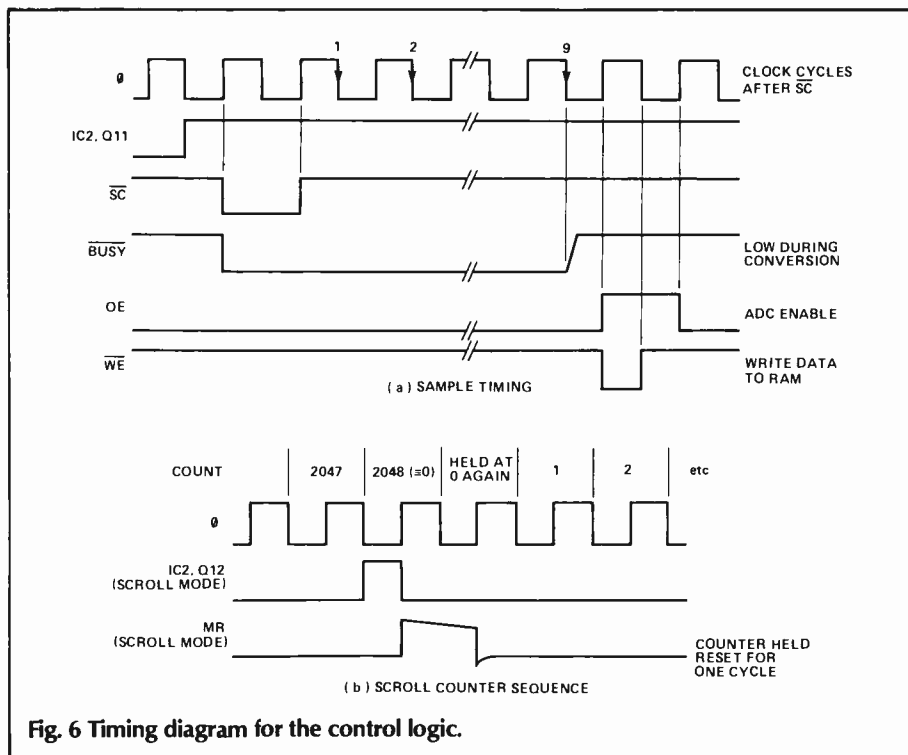 1 2 9
ø
CLOCK CYCLES
AFTER SC
IC2, Q11
SC
BUSY
LOW DURING
CONVERSION
OE
ADC ENABLE
WE
WRITE DATA
TO RAM
(a) SAMPLE TIMING
COUNT 2047 2048 (≡0) HELD AT 0 AGAIN 1 2 etc
ø
IC2, Q12
(SCROLL MODE)
MR
(SCROLL MODE)
COUNTER HELD
RESET FOR
ONE CYCLE
(b) SCROLL COUNTER SEQUENCE
Fig. 6 Timing diagram for the control logic.